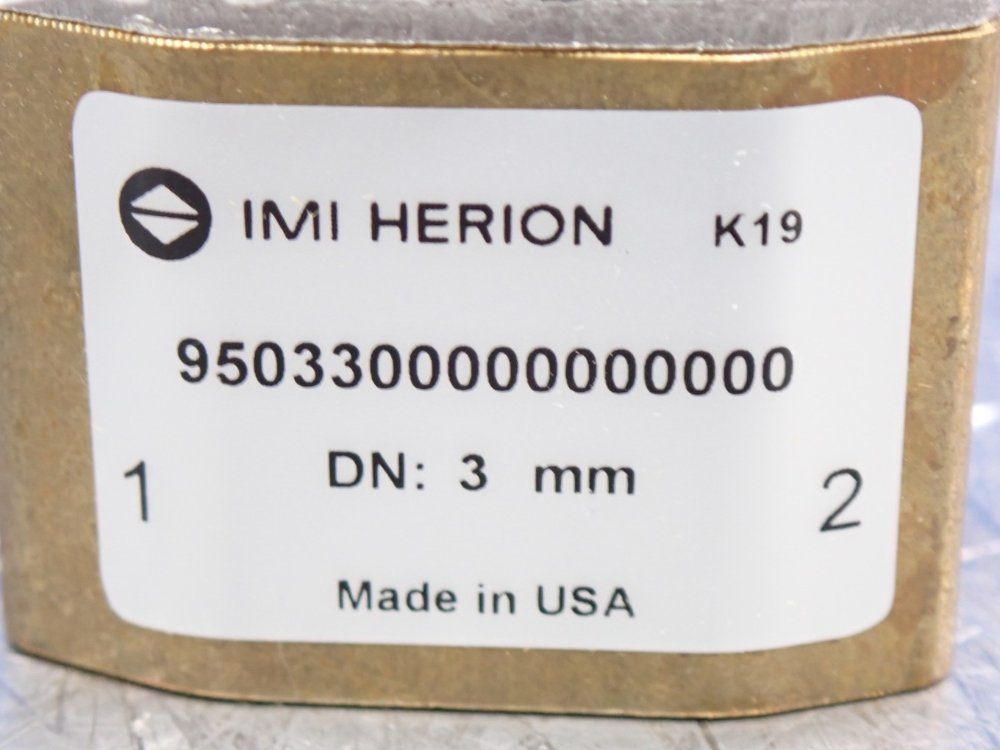 IMI HERION K19
9503300000000000
DN: 3 mm
1 2
Made in USA